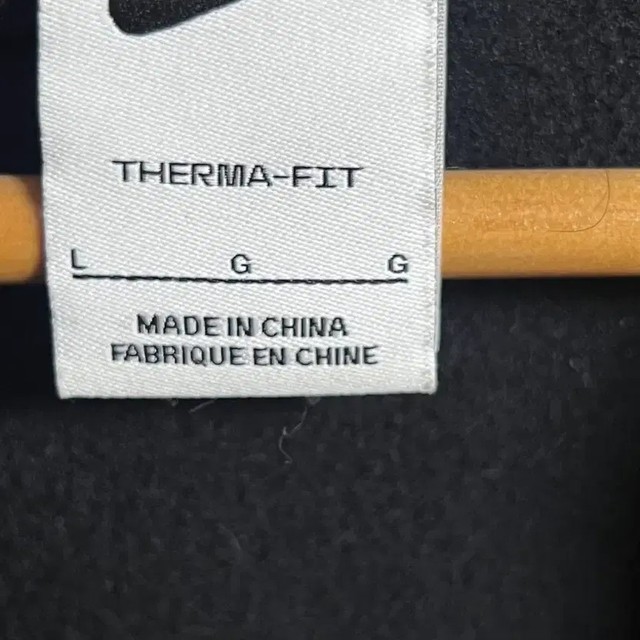 THERMA-FIT
L G G
MADE IN CHINA
FABRIQUE EN CHINE